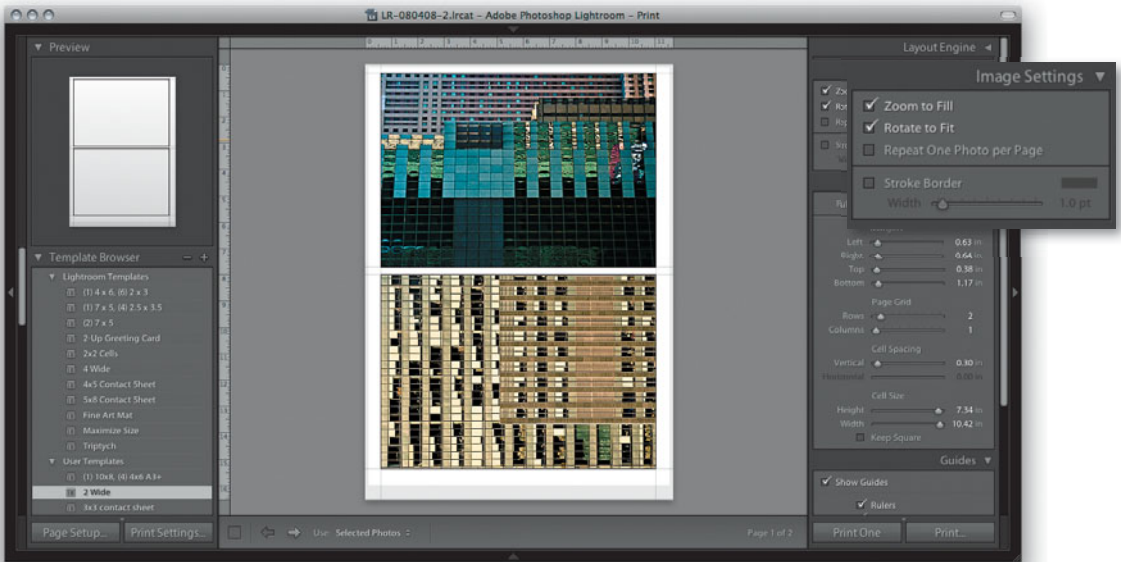 LR-080408-2.lrcat - Adobe Photoshop Lightroom - Print
Preview
Template Browser
Lightroom Templates
(1) 4 x 6, (6) 2 x 3
(1) 7 x 5, (4) 2.5 x 3.5
(2) 7 x 5
2-Up Greeting Card
2x2 Cells
4 Wide
4x5 Contact Sheet
5x8 Contact Sheet
Fine Art Mat
Maximize Size
Triptych
User Templates
(1) 10x8, (4) 4x6 A3+
2 Wide
3x3 contact sheet
Page Setup...
Print Settings...
Use: Selected Photos
Page 1 of 2
Layout Engine
Image Settings
Zoom to Fill
Rotate to Fit
Repeat One Photo per Page
Stroke Border
Width 1.0 pt
Left 0.63 in
Right 0.64 in
Top 0.38 in
Bottom 1.17 in
Page Grid
Rows 2
Columns 1
Cell Spacing
Vertical 0.30 in
Horizontal 0.00 in
Cell Size
Height 7.34 in
Width 10.42 in
Keep Square
Guides
Show Guides
Rulers
Print One
Print...